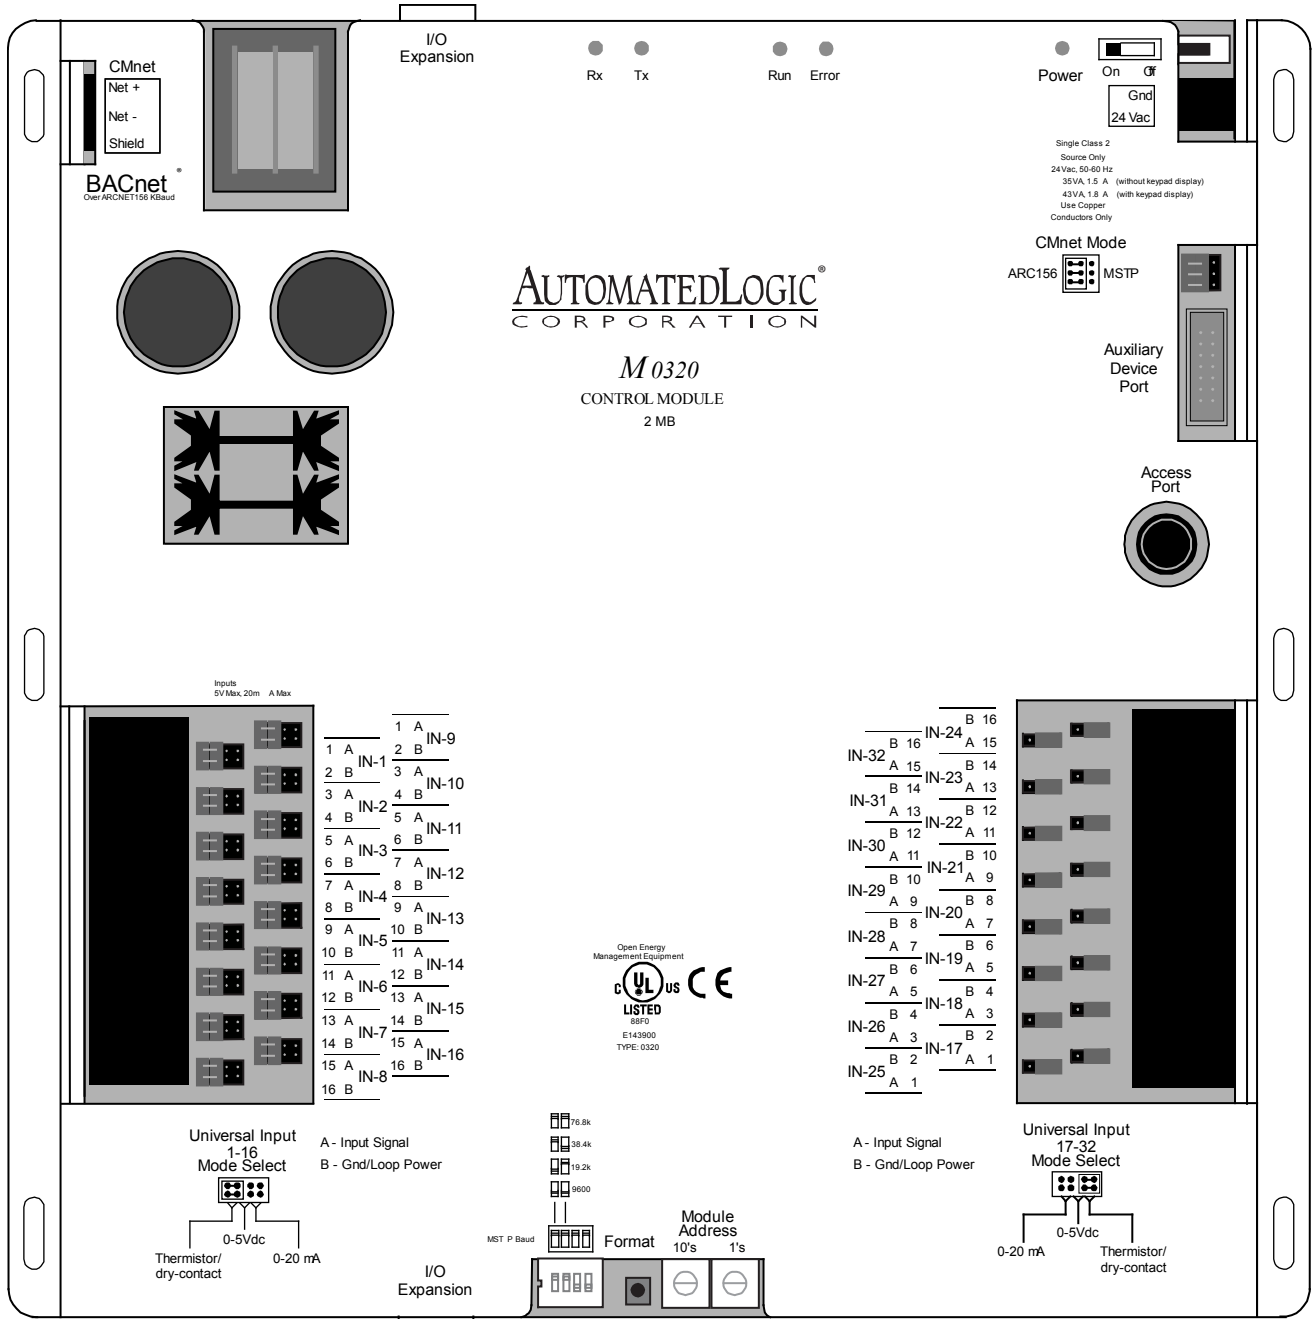 I/O
Expansion
Rx
Tx
Run
Error
Power
On
Off
Gnd
24 Vac
CMnet
Net +
Net -
Shield
BACnet ®
Over ARCNET156 KBaud
Single Class 2
Source Only
24Vac, 50-60 Hz
35VA, 1.5 A (without keypad display)
43VA, 1.8 A (with keypad display)
Use Copper
Conductors Only
CMnet Mode
ARC156
MSTP
AUTOMATEDLOGIC®
CORPORATION
M 0320
CONTROL MODULE
2 MB
Auxiliary
Device
Port
Access
Port
Inputs
5V Max, 20m A Max
1 A
2 B
IN-1
3 A
4 B
IN-2
5 A
6 B
IN-3
7 A
8 B
IN-4
9 A
10 B
IN-5
11 A
12 B
IN-6
13 A
14 B
IN-7
15 A
16 B
IN-8
1 A
2 B
IN-9
3 A
4 B
IN-10
5 A
6 B
IN-11
7 A
8 B
IN-12
9 A
10 B
IN-13
11 A
12 B
IN-14
13 A
14 B
IN-15
15 A
16 B
IN-16
IN-32
B 16
A 15
IN-31
B 14
A 13
IN-30
B 12
A 11
IN-29
B 10
A 9
IN-28
B 8
A 7
IN-27
B 6
A 5
IN-26
B 4
A 3
IN-25
B 2
A 1
IN-24
B 16
A 15
IN-23
B 14
A 13
IN-22
B 12
A 11
IN-21
B 10
A 9
IN-20
B 8
A 7
IN-19
B 6
A 5
IN-18
B 4
A 3
IN-17
B 2
A 1
Open Energy
Management Equipment
C UL US CE
LISTED
88F0
E143900
TYPE: 0320
Universal Input
1-16
Mode Select
0-5Vdc
Thermistor/
dry-contact
0-20 mA
A - Input Signal
B - Gnd/Loop Power
76.8k
38.4k
19.2k
9600
MST P Baud
Format
Module
Address
10's
1's
I/O
Expansion
A - Input Signal
B - Gnd/Loop Power
Universal Input
17-32
Mode Select
0-5Vdc
0-20 mA
Thermistor/
dry-contact